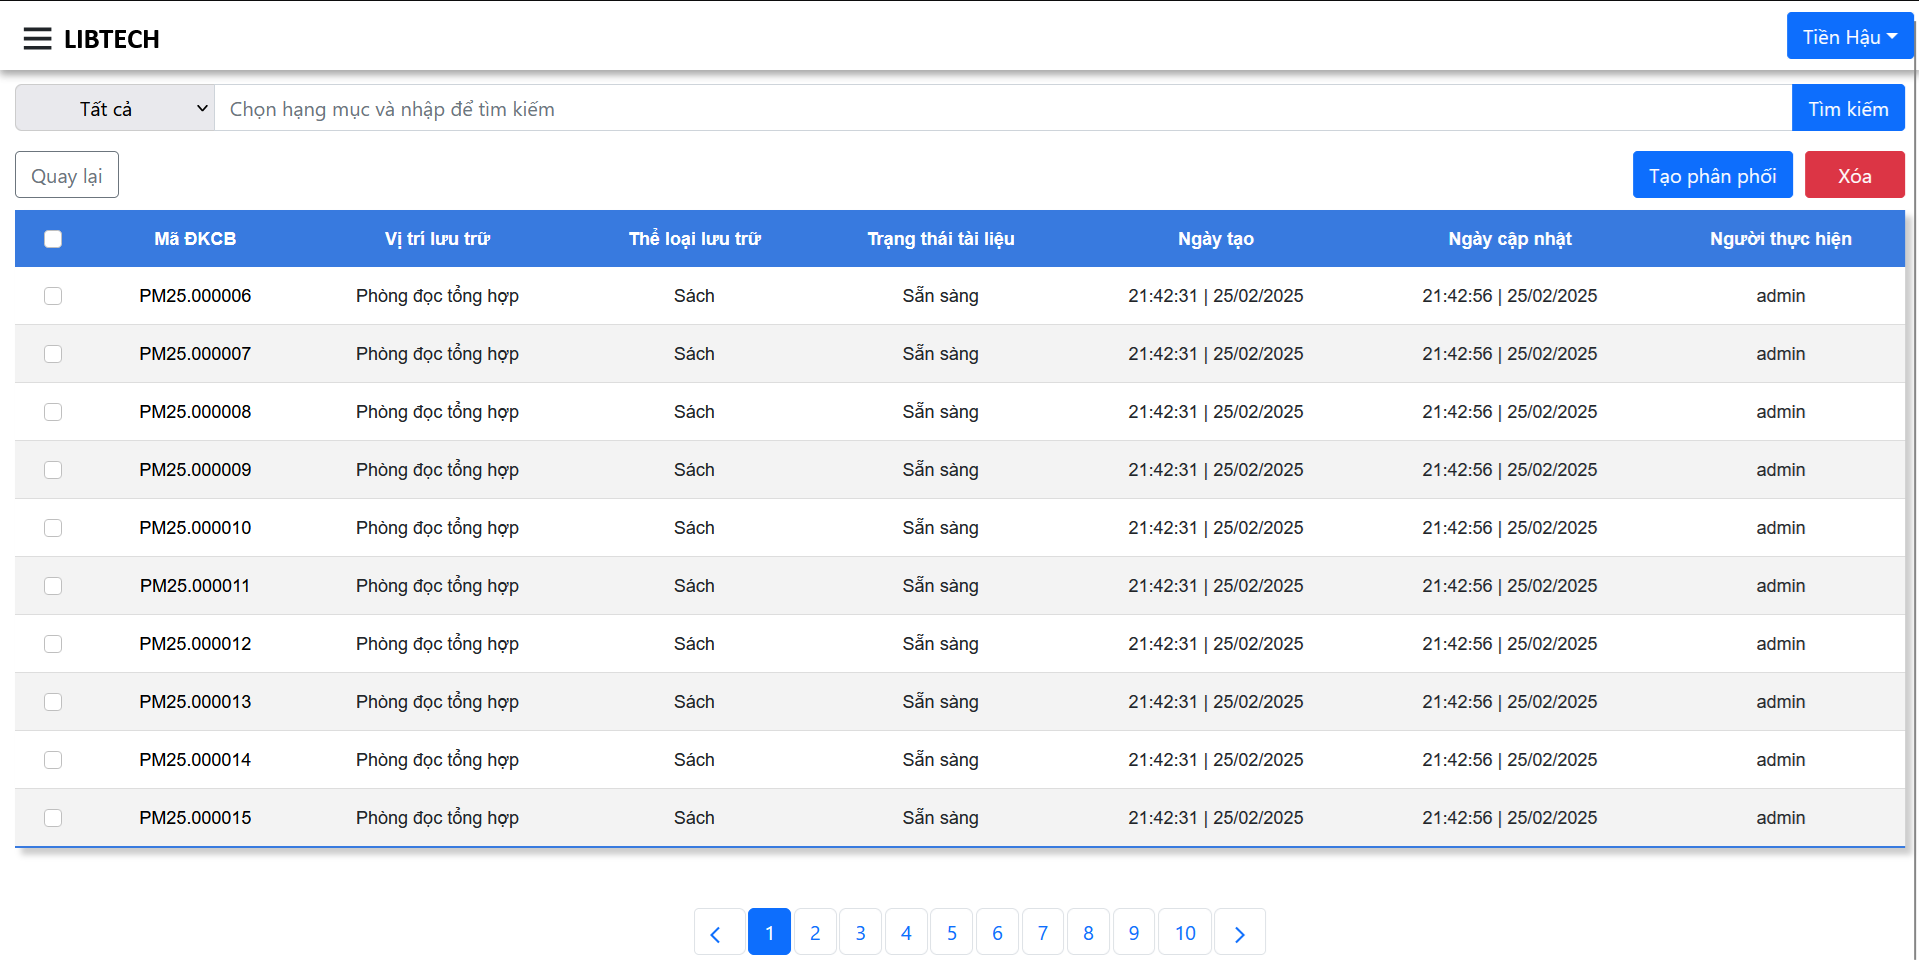 LIBTECH
Tiền Hậu
Tất cả Chọn hạng mục và nhập để tìm kiếm Tìm kiếm
Quay lại Tạo phân phối Xóa
Mã ĐKCB Vị trí lưu trữ Thể loại lưu trữ Trạng thái tài liệu Ngày tạo Ngày cập nhật Người thực hiện
PM25.000006 Phòng đọc tổng hợp Sách Sẵn sàng 21:42:31 | 25/02/2025 21:42:56 | 25/02/2025 admin
PM25.000007 Phòng đọc tổng hợp Sách Sẵn sàng 21:42:31 | 25/02/2025 21:42:56 | 25/02/2025 admin
PM25.000008 Phòng đọc tổng hợp Sách Sẵn sàng 21:42:31 | 25/02/2025 21:42:56 | 25/02/2025 admin
PM25.000009 Phòng đọc tổng hợp Sách Sẵn sàng 21:42:31 | 25/02/2025 21:42:56 | 25/02/2025 admin
PM25.000010 Phòng đọc tổng hợp Sách Sẵn sàng 21:42:31 | 25/02/2025 21:42:56 | 25/02/2025 admin
PM25.000011 Phòng đọc tổng hợp Sách Sẵn sàng 21:42:31 | 25/02/2025 21:42:56 | 25/02/2025 admin
PM25.000012 Phòng đọc tổng hợp Sách Sẵn sàng 21:42:31 | 25/02/2025 21:42:56 | 25/02/2025 admin
PM25.000013 Phòng đọc tổng hợp Sách Sẵn sàng 21:42:31 | 25/02/2025 21:42:56 | 25/02/2025 admin
PM25.000014 Phòng đọc tổng hợp Sách Sẵn sàng 21:42:31 | 25/02/2025 21:42:56 | 25/02/2025 admin
PM25.000015 Phòng đọc tổng hợp Sách Sẵn sàng 21:42:31 | 25/02/2025 21:42:56 | 25/02/2025 admin
1 2 3 4 5 6 7 8 9 10